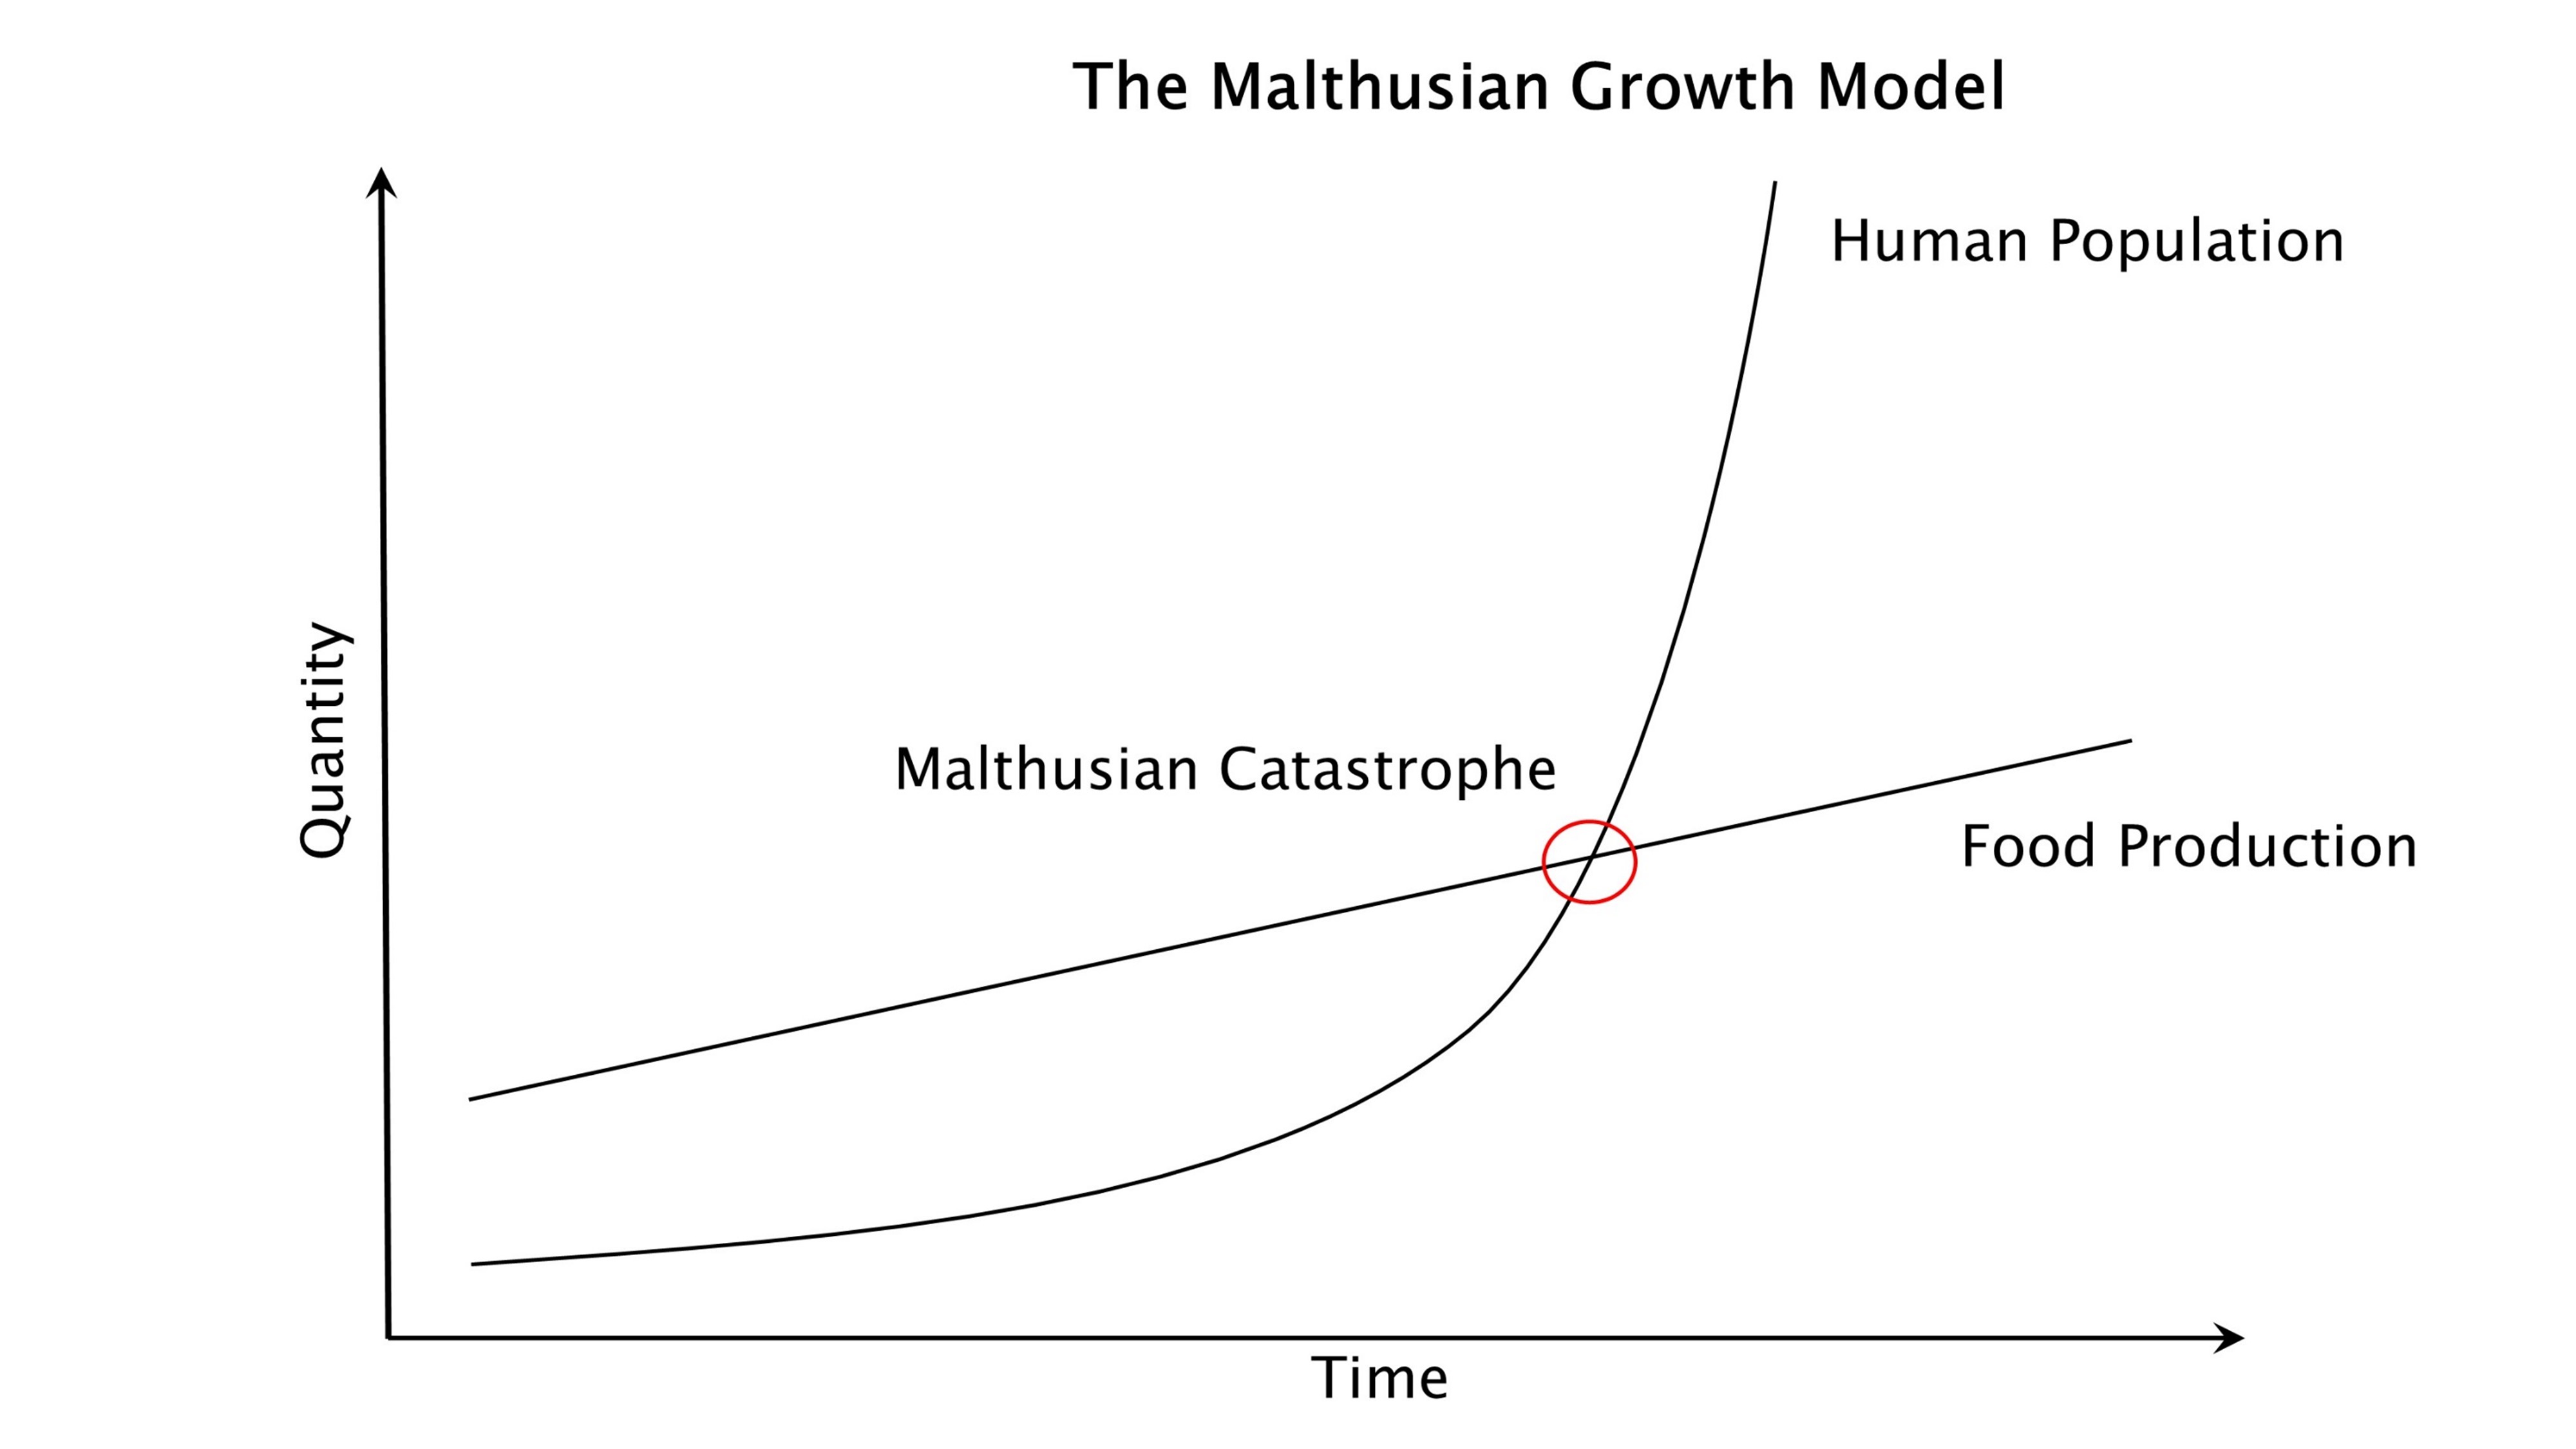 The Malthusian Growth Model
Human Population
Quantity
Malthusian Catastrophe
Food Production
Time